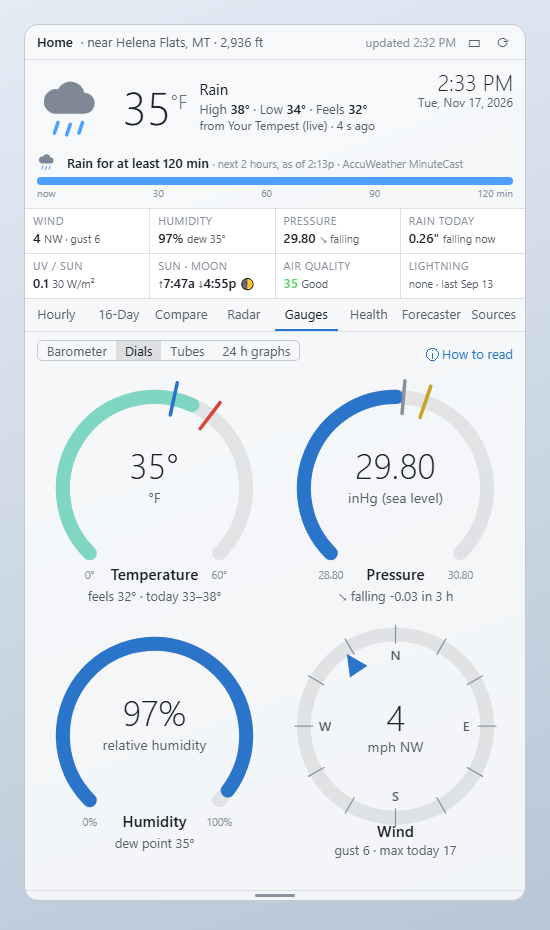 Home · near Helena Flats, MT · 2,936 ft updated 2:32 PM
35°F
Rain
High 38° · Low 34° · Feels 32°
from Your Tempest (live) · 4 s ago
2:33 PM
Tue, Nov 17, 2026
Rain for at least 120 min · next 2 hours, as of 2:13p · AccuWeather MinuteCast
now 30 60 90 120 min
WIND HUMIDITY PRESSURE RAIN TODAY
4 NW · gust 6 97% dew 35° 29.80 ↘ falling 0.26" falling now
UV / SUN SUN · MOON AIR QUALITY LIGHTNING
0.1 30 W/m² ↑7:47a ↓4:55p 35 Good none · last Sep 13
Hourly 16-Day Compare Radar Gauges Health Forecaster Sources
Barometer Dials Tubes 24 h graphs How to read
35°
°F
0° Temperature 60°
feels 32° · today 33–38°
29.80
inHg (sea level)
28.80 Pressure 30.80
↘ falling -0.03 in 3 h
97%
relative humidity
0% Humidity 100%
dew point 35°
N
W E
4
mph NW
S
Wind
gust 6 · max today 17